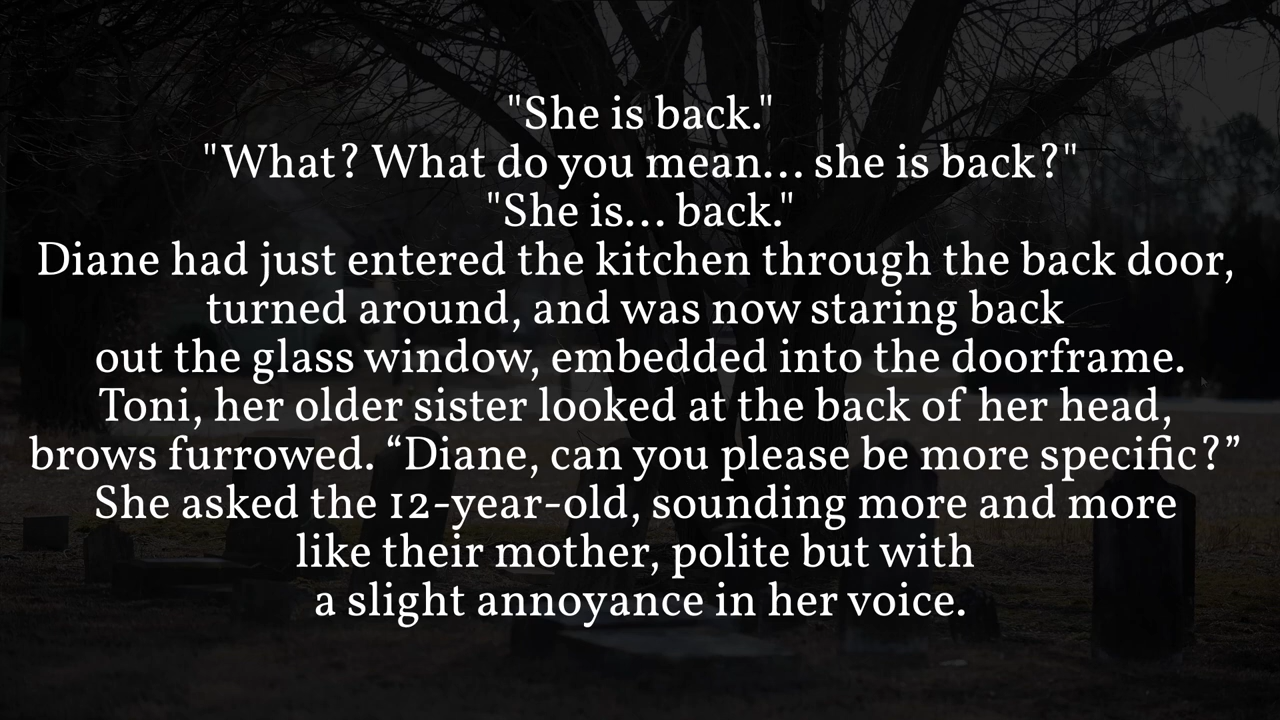 "She is back."
"What? What do you mean… she is back?"
"She is… back."
Diane had just entered the kitchen through the back door,
turned around, and was now staring back
out the glass window, embedded into the doorframe.
Toni, her older sister looked at the back of her head,
brows furrowed. “Diane, can you please be more specific?”
She asked the 12-year-old, sounding more and more
like their mother, polite but with
a slight annoyance in her voice.